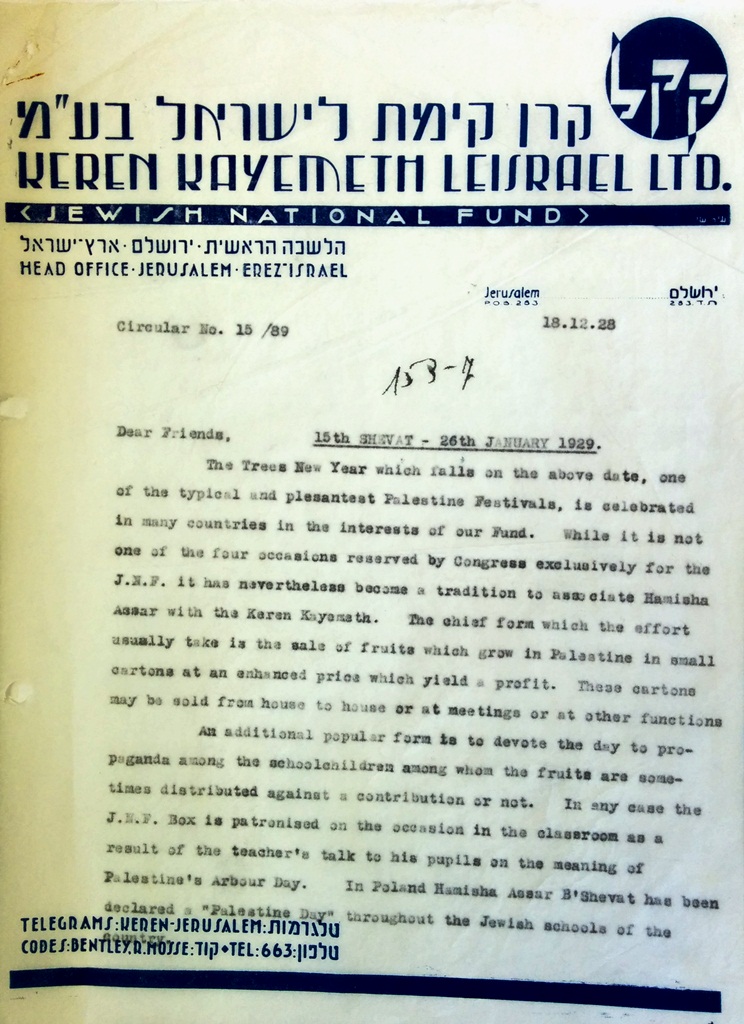 קקל
קרן קימת לישראל בע"מ
KEREN KAYEMETH LEISRAEL LTD.
< JEWISH NATIONAL FUND >
הלשכה הראשית · ירושלם · ארץ־ישראל
HEAD OFFICE · JERUSALEM · EREZ-ISRAEL
Jerusalem ירושלם
P.O.B. 283 ת.ד. 283
Circular No. 15 /89 18.12.28
153-7
Dear Friends, 15th SHEVAT - 26th JANUARY 1929.
The Trees New Year which falls on the above date, one
of the typical and plesantest Palestine Festivals, is celebrated
in many countries in the interests of our Fund. While it is not
one of the four occasions reserved by Congress exclusively for the
J.N.F. it has nevertheless become a tradition to associate Hamisha
Assar with the Keren Kayemeth. The chief form which the effort
usually take is the sale of fruits which grow in Palestine in small
cartons at an enhanced price which yield a profit. These cartons
may be sold from house to house or at meetings or at other functions
An additional popular form is to devote the day to pro-
paganda among the schoolchildren among whom the fruits are some-
times distributed against a contribution or not. In any case the
J.N.F. Box is patronised on the occasion in the classroom as a
result of the teacher's talk to his pupils on the meaning of
Palestine's Arbour Day. In Poland Hamisha Assar B'Shevat has been
declared a "Palestine Day" throughout the Jewish schools of the
country.
TELEGRAMS: KEREN-JERUSALEM: טלגרמות
CODES: BENTLEY, R. MOSSE: קוד • TEL: 663: טלפון